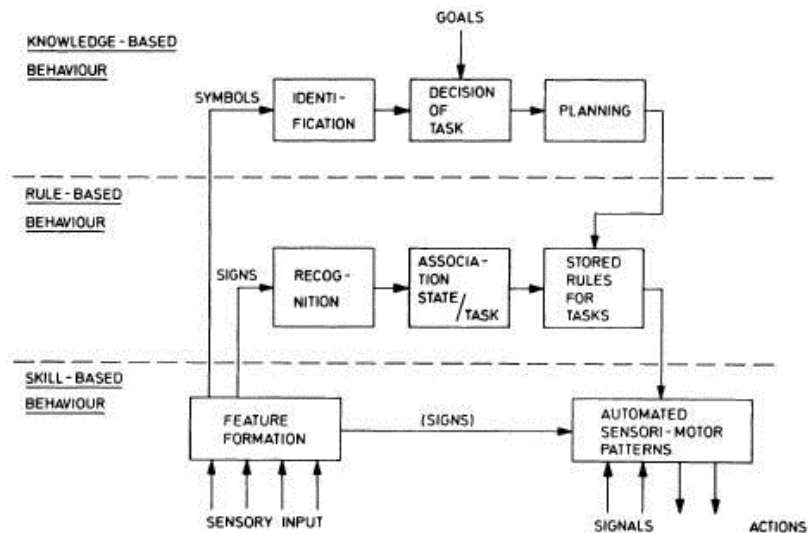 GOALS
KNOWLEDGE-BASED
BEHAVIOUR
SYMBOLS
IDENTI-
FICATION
DECISION
OF
TASK
PLANNING
RULE-BASED
BEHAVIOUR
SIGNS
RECOG-
NITION
ASSOCIA-
TION
STATE/
TASK
STORED
RULES
FOR
TASKS
SKILL-BASED
BEHAVIOUR
FEATURE
FORMATION
(SIGNS)
AUTOMATED
SENSORI-MOTOR
PATTERNS
SENSORY INPUT
SIGNALS
ACTIONS